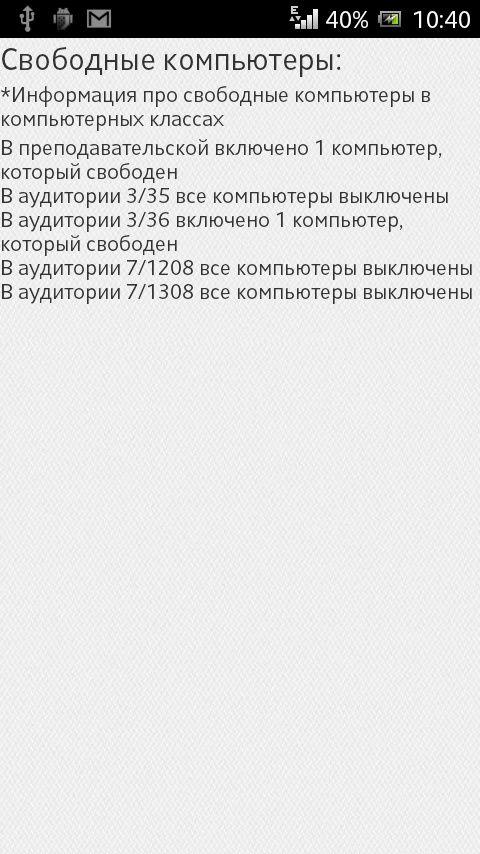 E
40%
10:40
Свободные компьютеры:
*Информация про свободные компьютеры в
компьютерных классах
В преподавательской включено 1 компьютер,
который свободен
В аудитории 3/35 все компьютеры выключены
В аудитории 3/36 включено 1 компьютер,
который свободен
В аудитории 7/1208 все компьютеры выключены
В аудитории 7/1308 все компьютеры выключены